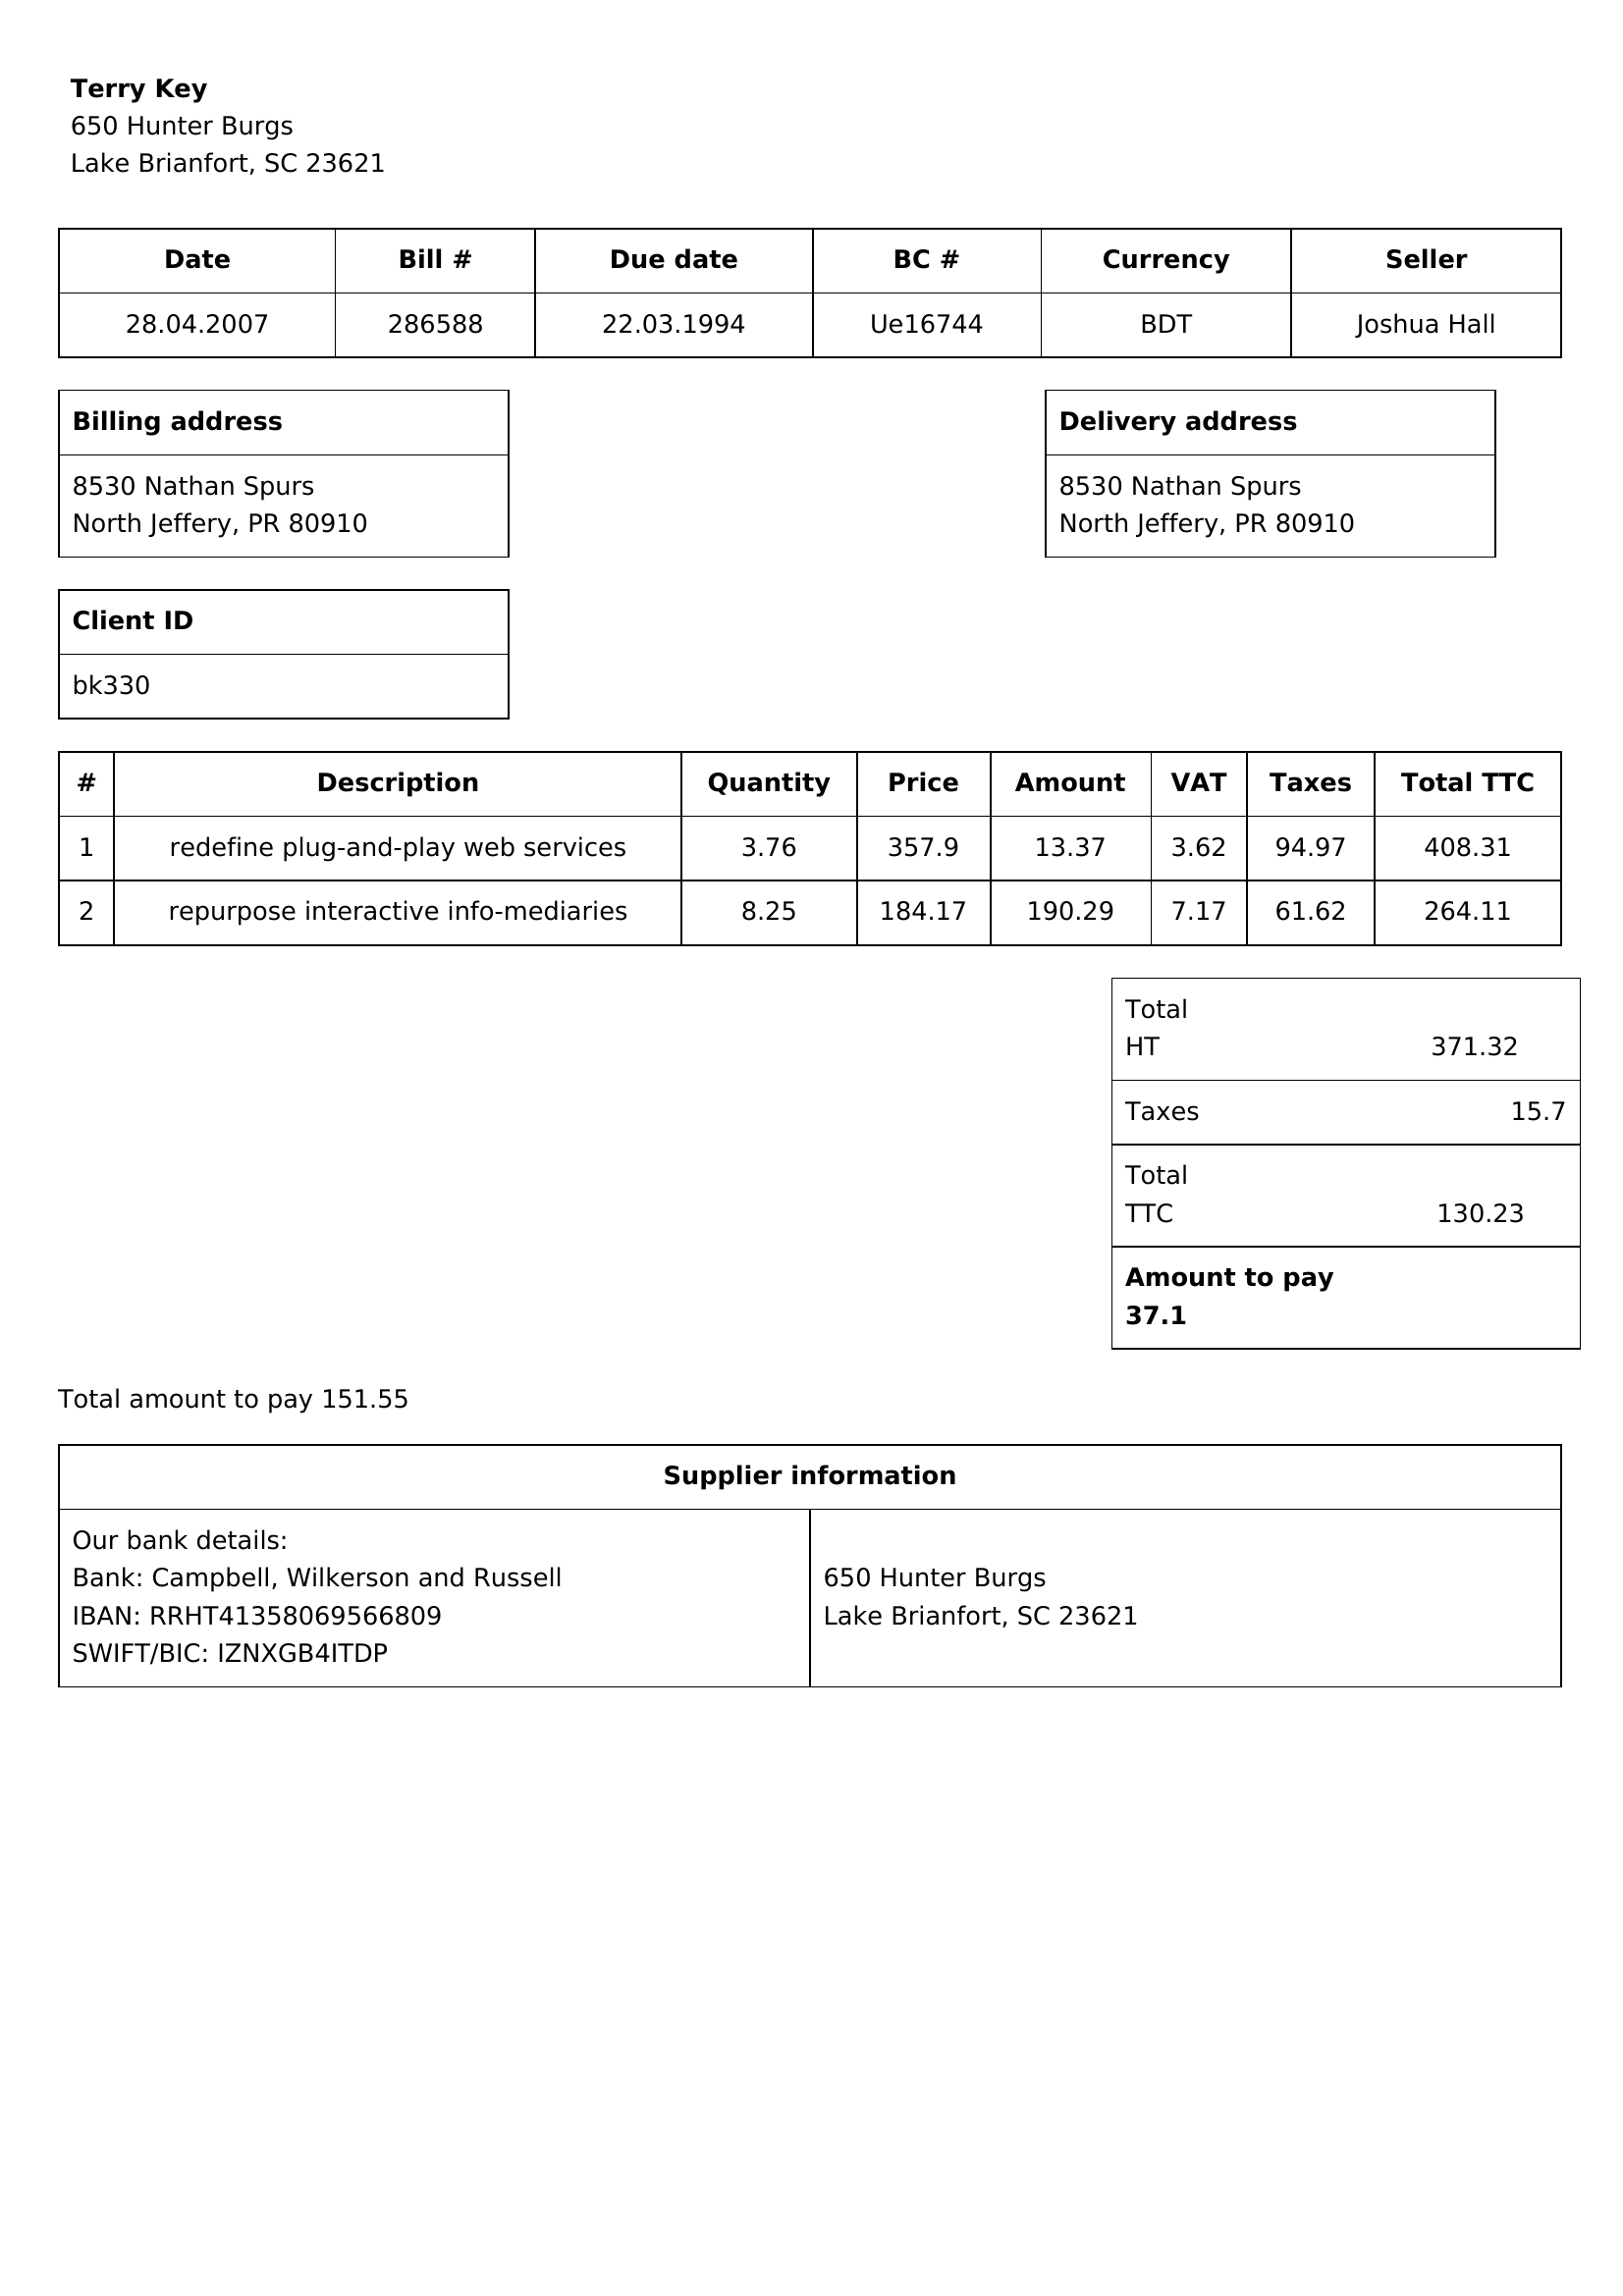 Terry Key
650 Hunter Burgs
Lake Brianfort, SC 23621
Date Bill # Due date BC # Currency Seller
28.04.2007 286588 22.03.1994 Ue16744 BDT Joshua Hall
Billing address
8530 Nathan Spurs
North Jeffery, PR 80910
Delivery address
8530 Nathan Spurs
North Jeffery, PR 80910
Client ID
bk330
# Description Quantity Price Amount VAT Taxes Total TTC
1 redefine plug-and-play web services 3.76 357.9 13.37 3.62 94.97 408.31
2 repurpose interactive info-mediaries 8.25 184.17 190.29 7.17 61.62 264.11
Total
HT 371.32
Taxes 15.7
Total
TTC 130.23
Amount to pay
37.1
Total amount to pay 151.55
Supplier information
Our bank details:
Bank: Campbell, Wilkerson and Russell
IBAN: RRHT41358069566809
SWIFT/BIC: IZNXGB4ITDP
650 Hunter Burgs
Lake Brianfort, SC 23621